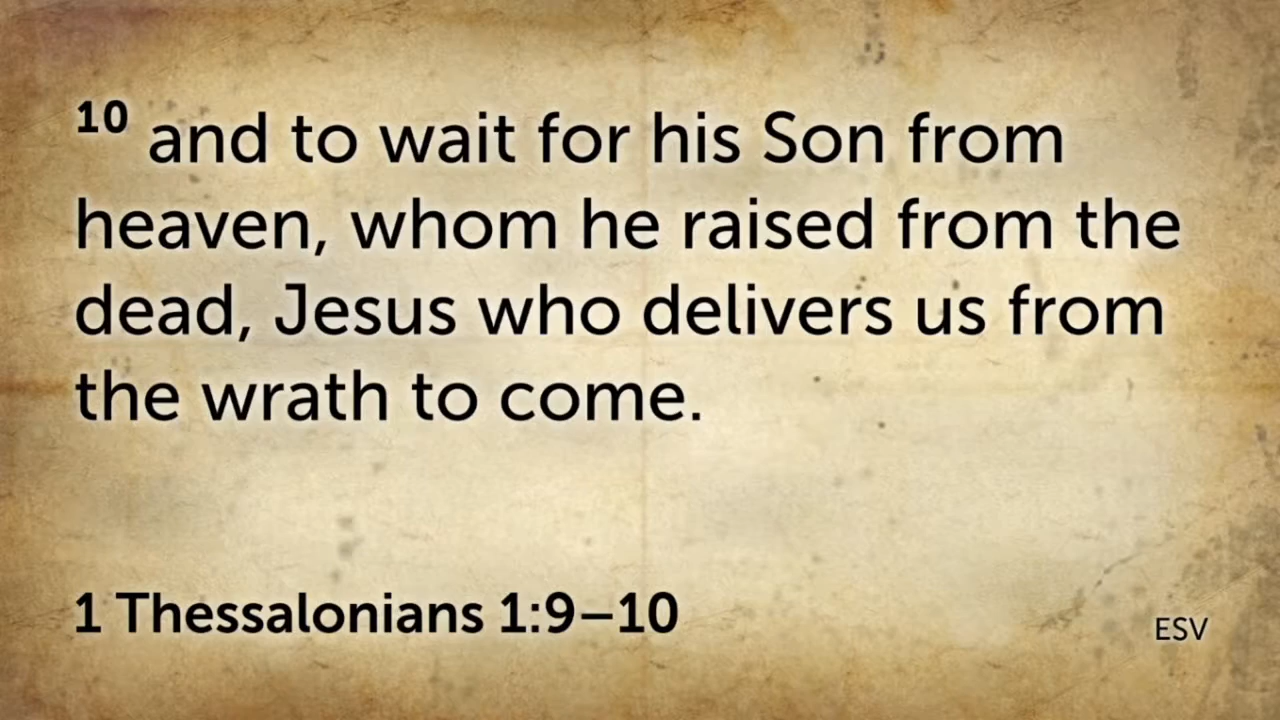 10 and to wait for his Son from
heaven, whom he raised from the
dead, Jesus who delivers us from
the wrath to come.
1 Thessalonians 1:9–10
ESV